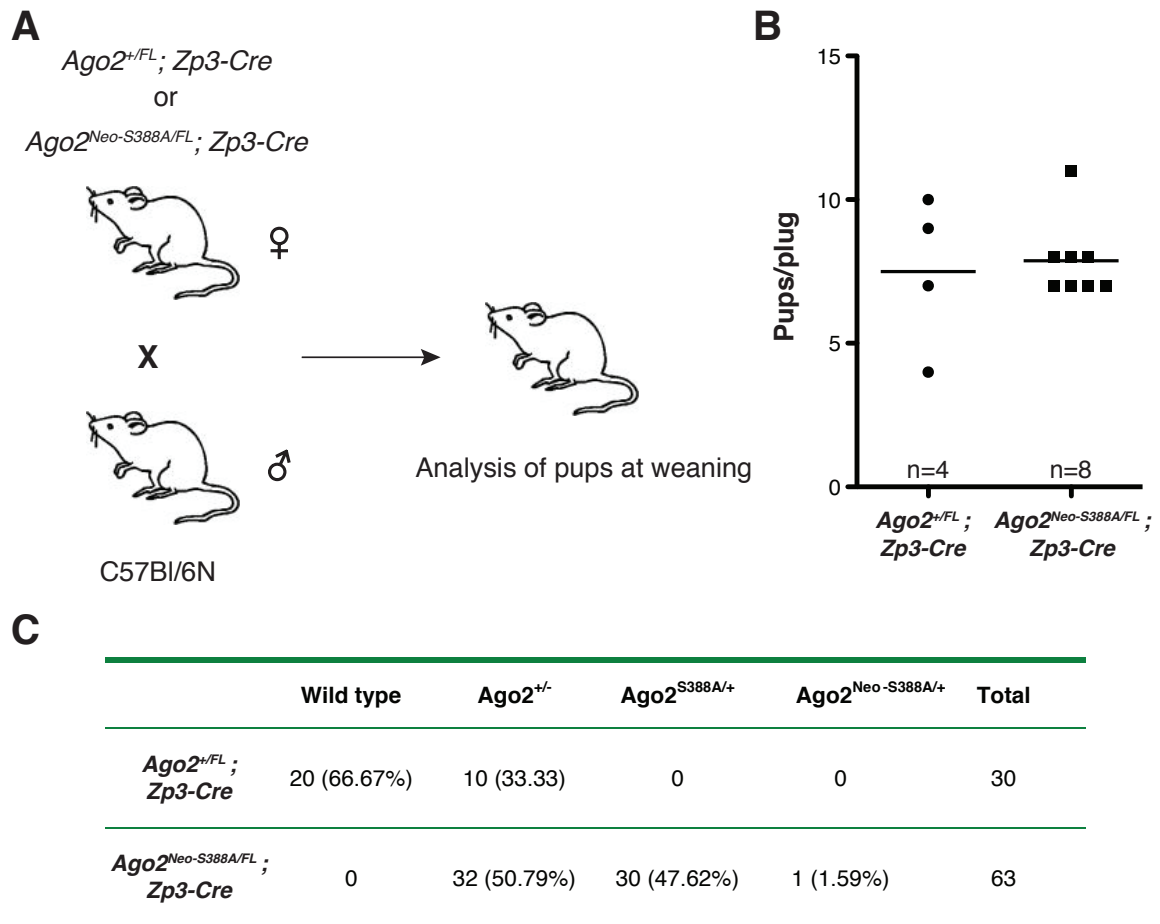 A
Ago2+/FL; Zp3-Cre
or
Ago2Neo-S388A/FL; Zp3-Cre
♀
X
♂
C57Bl/6N
Analysis of pups at weaning
B
Pups/plug
15
10
5
0
n=4
n=8
Ago2+/FL ;
Zp3-Cre
Ago2Neo-S388A/FL ;
Zp3-Cre
C
Wild type Ago2+/- Ago2S388A/+ Ago2Neo-S388A/+ Total
Ago2+/FL ;
Zp3-Cre
20 (66.67%) 10 (33.33) 0 0 30
Ago2Neo-S388A/FL ;
Zp3-Cre
0 32 (50.79%) 30 (47.62%) 1 (1.59%) 63